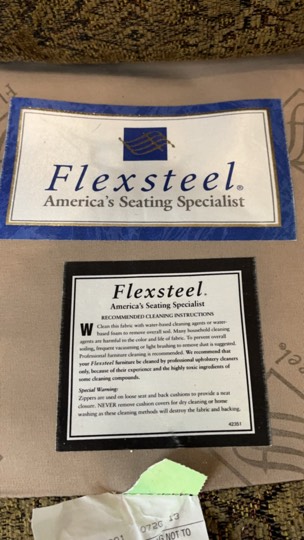 Flexsteel®
America's Seating Specialist
Flexsteel.
America's Seating Specialist
RECOMMENDED CLEANING INSTRUCTIONS
W Clean this fabric with water-based cleaning agents or water-
based foam to remove overall soil. Many household cleaning
agents are harmful to the color and life of fabric. To prevent overall
soiling, frequent vacuuming or light brushing to remove dust is suggested.
Professional furniture cleaning is recommended. We recommend that
your Flexsteel furniture be cleaned by professional upholstery cleaners
only, because of their experience and the highly toxic ingredients of
some cleaning compounds.
Special Warning:
Zippers are used on loose seat and back cushions to provide a neat
closure. NEVER remove cushion covers for dry cleaning or home
washing as these cleaning methods will destroy the fabric and backing.
42351
NOT TO